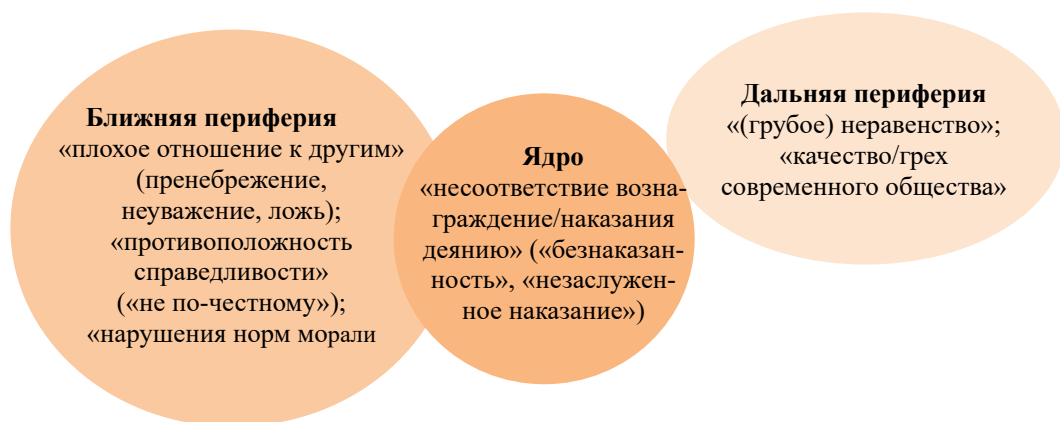 Ближняя периферия
«плохое отношение к другим»
(пренебрежение,
неуважение, ложь);
«противоположность
справедливости»
(«не по-честному»);
«нарушения норм морали
Ядро
«несоответствие возна-
граждение/наказания
деянию» («безнаказан-
ность», «незаслужен-
ное наказание»)
Дальняя периферия
«(грубое) неравенство»;
«качество/грех
современного общества»